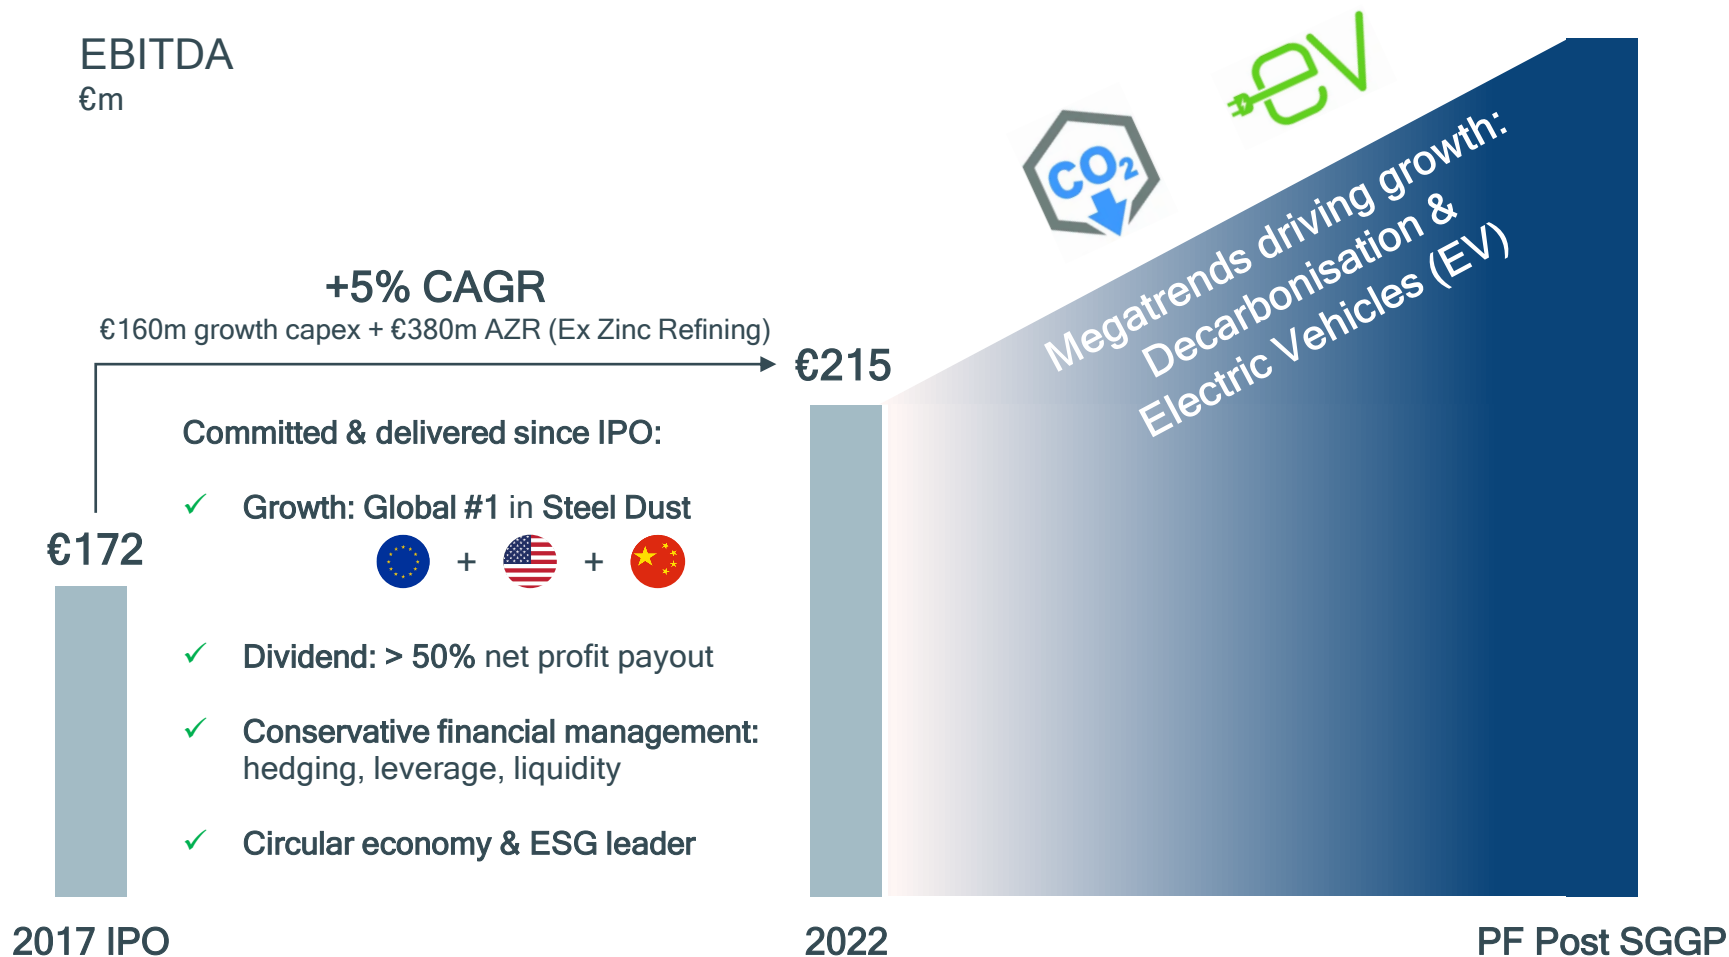 EBITDA
€m
+5% CAGR
€160m growth capex + €380m AZR (Ex Zinc Refining)
€215
€172
Committed & delivered since IPO:
✓ Growth: Global #1 in Steel Dust
+ +
✓ Dividend: > 50% net profit payout
✓ Conservative financial management:
hedging, leverage, liquidity
✓ Circular economy & ESG leader
CO2
eV
Megatrends driving growth:
Decarbonisation &
Electric Vehicles (EV)
2017 IPO
2022
PF Post SGGP